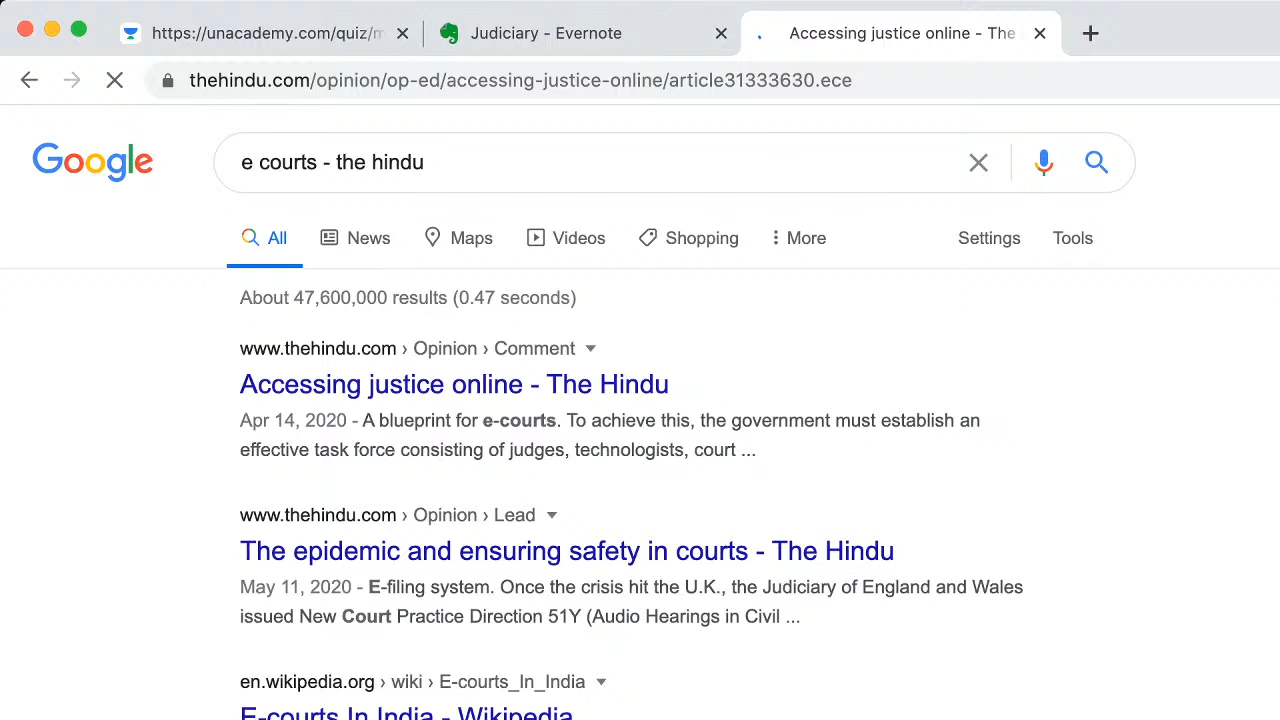 https://unacademy.com/quiz/m
Judiciary - Evernote
Accessing justice online - The
thehindu.com/opinion/op-ed/accessing-justice-online/article31333630.ece
Google
e courts - the hindu
All News Maps Videos Shopping More Settings Tools
About 47,600,000 results (0.47 seconds)
www.thehindu.com › Opinion › Comment
Accessing justice online - The Hindu
Apr 14, 2020 - A blueprint for e-courts. To achieve this, the government must establish an
effective task force consisting of judges, technologists, court ...
www.thehindu.com › Opinion › Lead
The epidemic and ensuring safety in courts - The Hindu
May 11, 2020 - E-filing system. Once the crisis hit the U.K., the Judiciary of England and Wales
issued New Court Practice Direction 51Y (Audio Hearings in Civil ...
en.wikipedia.org › wiki › E-courts_In_India
E-courts In India - Wikipedia